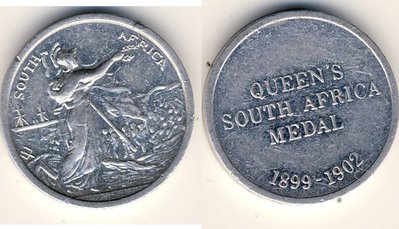 SOUTH AFRICA
QUEEN'S
SOUTH AFRICA
MEDAL
1899-1902